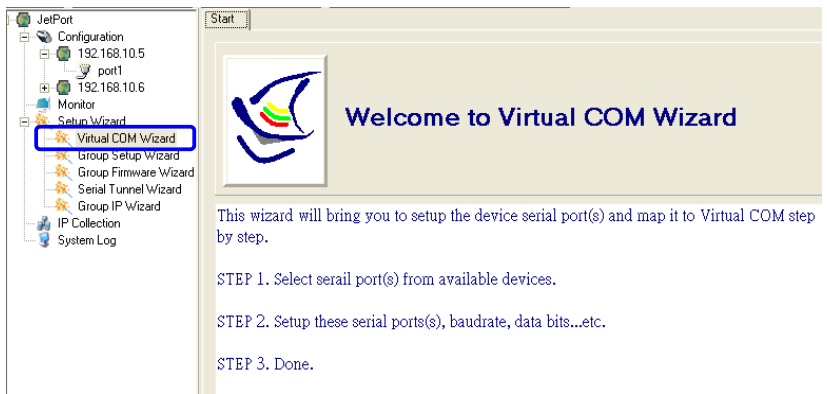 JetPort
Configuration
192.168.10.5
port1
192.168.10.6
Monitor
Setup Wizard
Virtual COM Wizard
Group Setup Wizard
Group Firmware Wizard
Serial Tunnel Wizard
Group IP Wizard
IP Collection
System Log
Start
Welcome to Virtual COM Wizard
This wizard will bring you to setup the device serial port(s) and map it to Virtual COM step
by step.
STEP 1. Select serail port(s) from available devices.
STEP 2. Setup these serial ports(s), baudrate, data bits...etc.
STEP 3. Done.